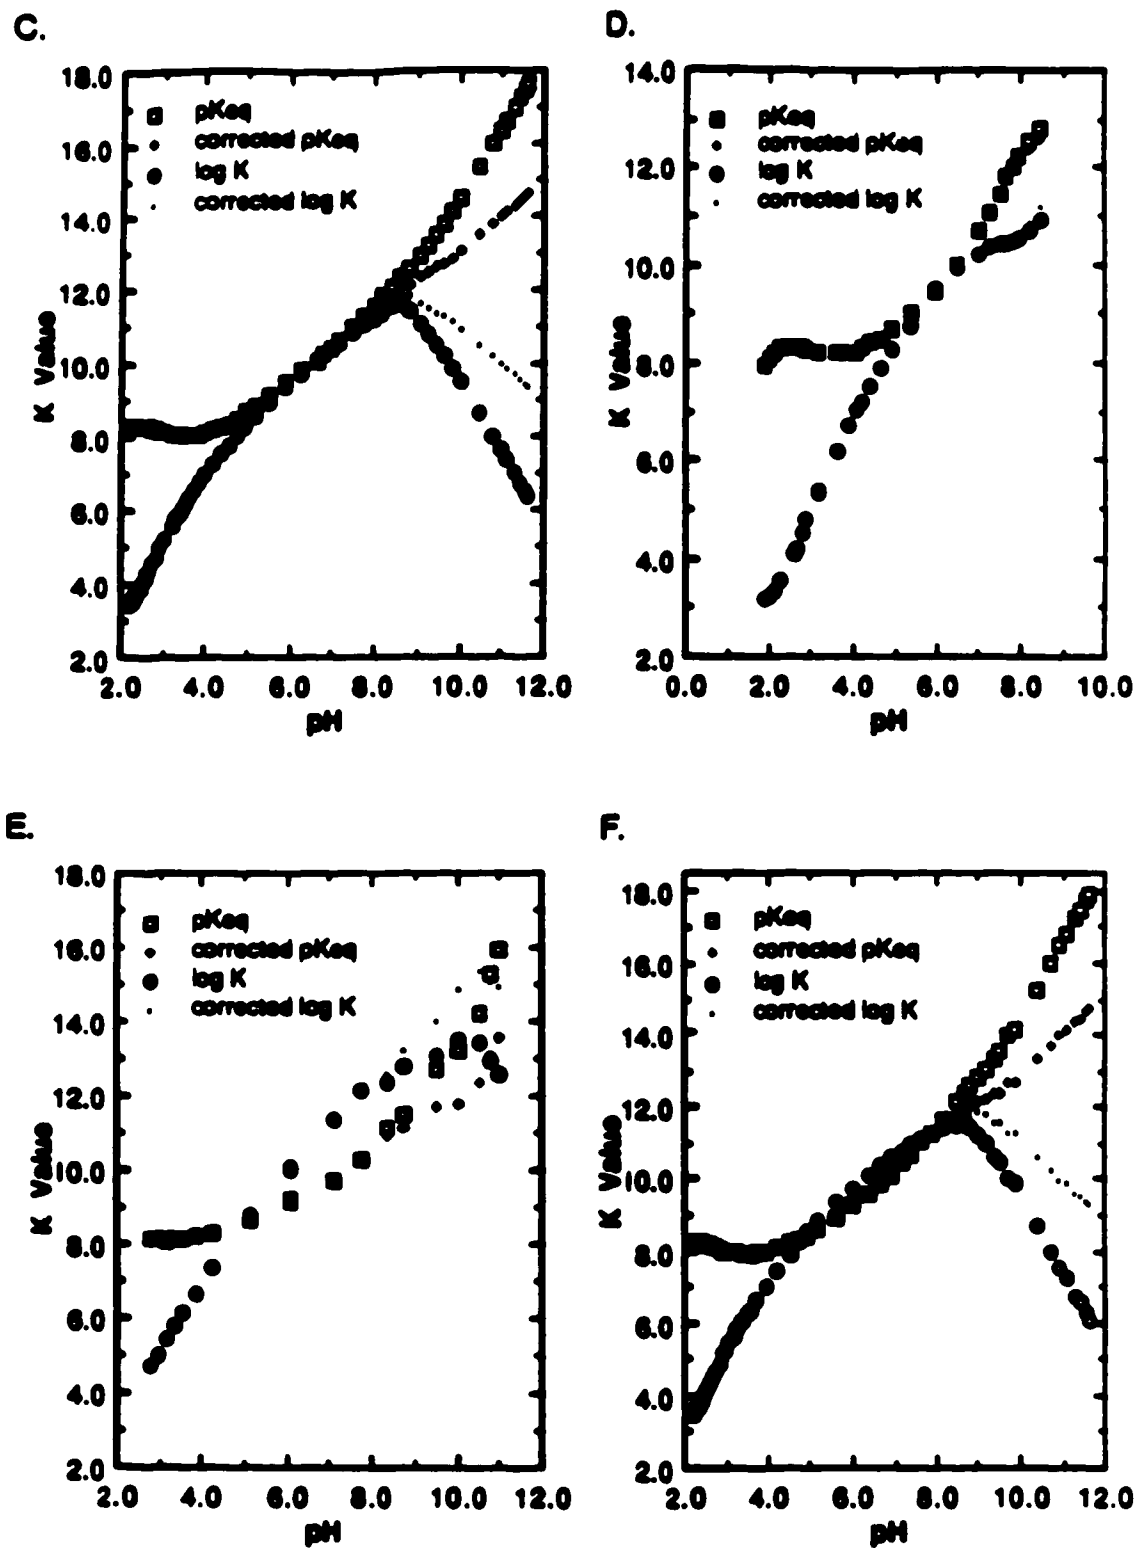 C.
18.0
16.0
14.0
12.0
10.0
8.0
6.0
4.0
2.0
K Value
pKeq
corrected pKeq
log K
corrected log K
2.0 4.0 6.0 8.0 10.0 12.0
pH
D.
14.0
12.0
10.0
8.0
6.0
4.0
2.0
K Value
pKeq
corrected pKeq
log K
corrected log K
0.0 2.0 4.0 6.0 8.0 10.0
pH
E.
18.0
16.0
14.0
12.0
10.0
8.0
6.0
4.0
2.0
K Value
pKeq
corrected pKeq
log K
corrected log K
2.0 4.0 6.0 8.0 10.0 12.0
pH
F.
18.0
16.0
14.0
12.0
10.0
8.0
6.0
4.0
2.0
K Value
pKeq
corrected pKeq
log K
corrected log K
2.0 4.0 6.0 8.0 10.0 12.0
pH